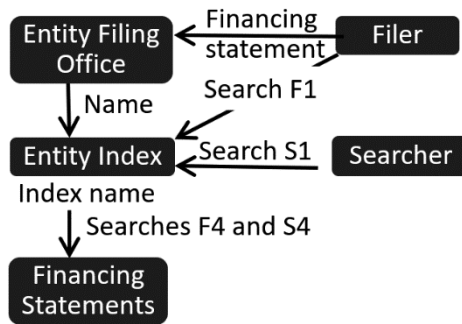 Entity Filing
Office
Financing
statement
Filer
Name
Search F1
Entity Index
Search S1
Searcher
Index name
Searches F4 and S4
Financing
Statements